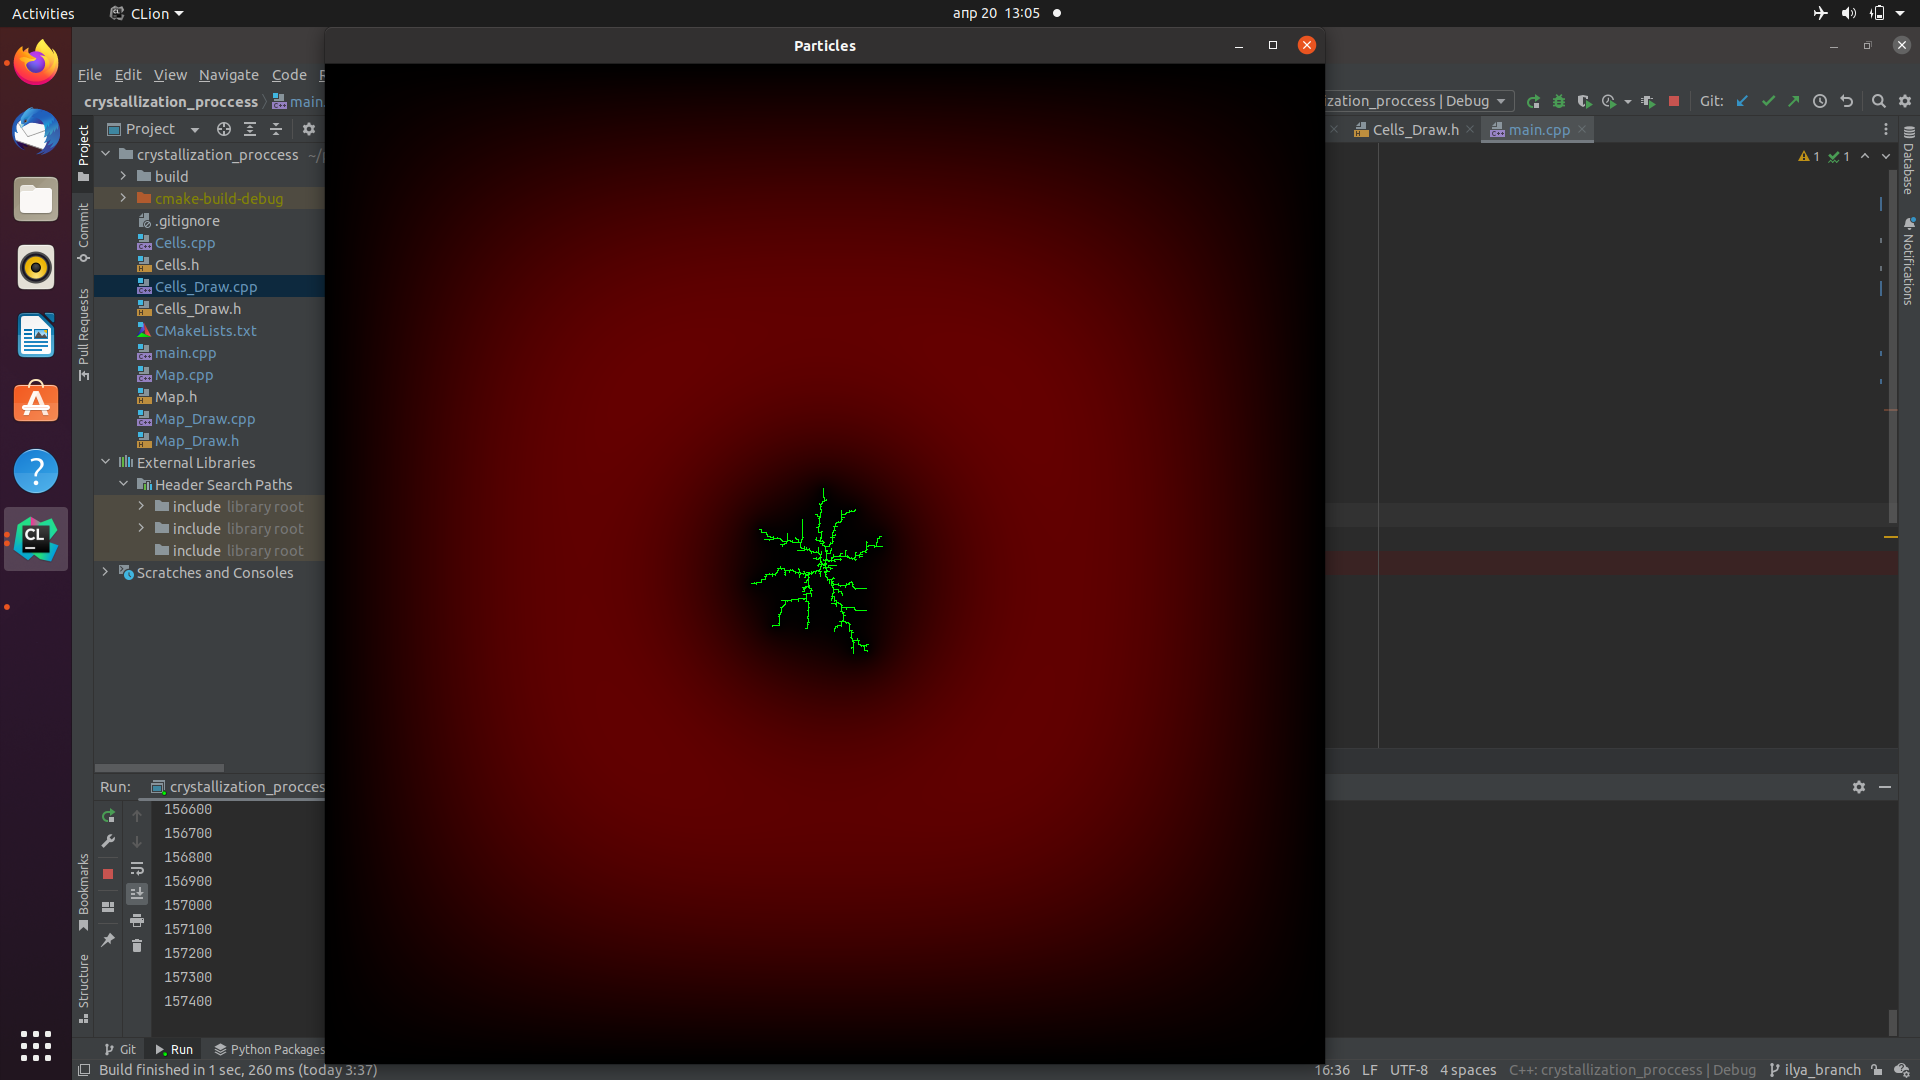 Activities
CLion
апр 20 13:05
Particles
File Edit View Navigate Code
crystallization_proccess
main.
ization_proccess | Debug
Git:
Project
Cells_Draw.h
main.cpp
1
1
crystallization_proccess ~/
build
cmake-build-debug
.gitignore
Cells.cpp
Cells.h
Cells_Draw.cpp
Cells_Draw.h
CMakeLists.txt
main.cpp
Map.cpp
Map.h
Map_Draw.cpp
Map_Draw.h
External Libraries
Header Search Paths
include library root
include library root
include library root
Scratches and Consoles
Project
Commit
Pull Requests
Bookmarks
Structure
Database
Notifications
CL
Run:
crystallization_procces
156600
156700
156800
156900
157000
157100
157200
157300
157400
Git
Run
Python Packages
Build finished in 1 sec, 260 ms (today 3:37)
16:36 LF UTF-8 4 spaces C++: crystallization_proccess | Debug ilya_branch